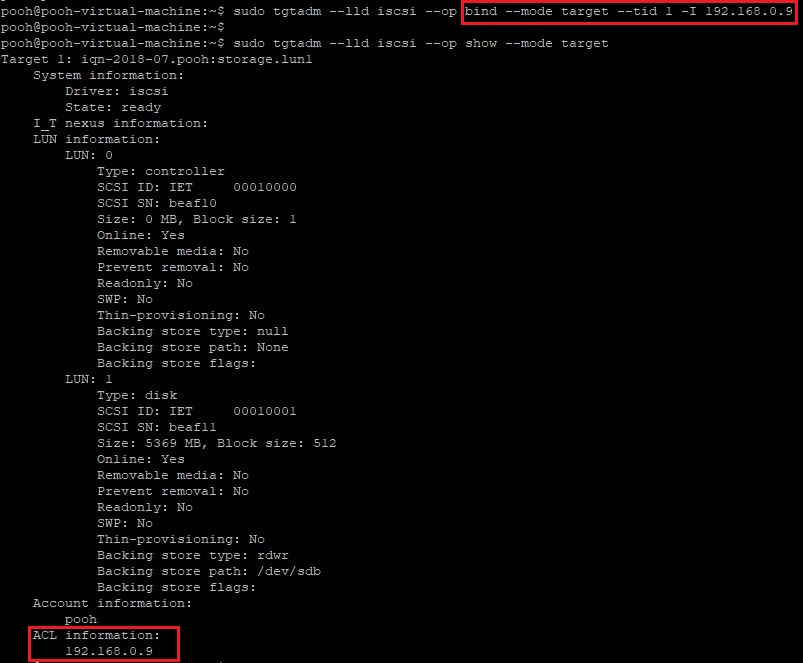 pooh@pooh-virtual-machine:~$ sudo tgtadm --lld iscsi --op bind --mode target --tid 1 -I 192.168.0.9
pooh@pooh-virtual-machine:~$
pooh@pooh-virtual-machine:~$ sudo tgtadm --lld iscsi --op show --mode target
Target 1: iqn-2018-07.pooh:storage.lun1
    System information:
        Driver: iscsi
        State: ready
    I_T nexus information:
    LUN information:
        LUN: 0
            Type: controller
            SCSI ID: IET     00010000
            SCSI SN: beaf10
            Size: 0 MB, Block size: 1
            Online: Yes
            Removable media: No
            Prevent removal: No
            Readonly: No
            SWP: No
            Thin-provisioning: No
            Backing store type: null
            Backing store path: None
            Backing store flags:
        LUN: 1
            Type: disk
            SCSI ID: IET     00010001
            SCSI SN: beaf11
            Size: 5369 MB, Block size: 512
            Online: Yes
            Removable media: No
            Prevent removal: No
            Readonly: No
            SWP: No
            Thin-provisioning: No
            Backing store type: rdwr
            Backing store path: /dev/sdb
            Backing store flags:
    Account information:
        pooh
    ACL information:
        192.168.0.9